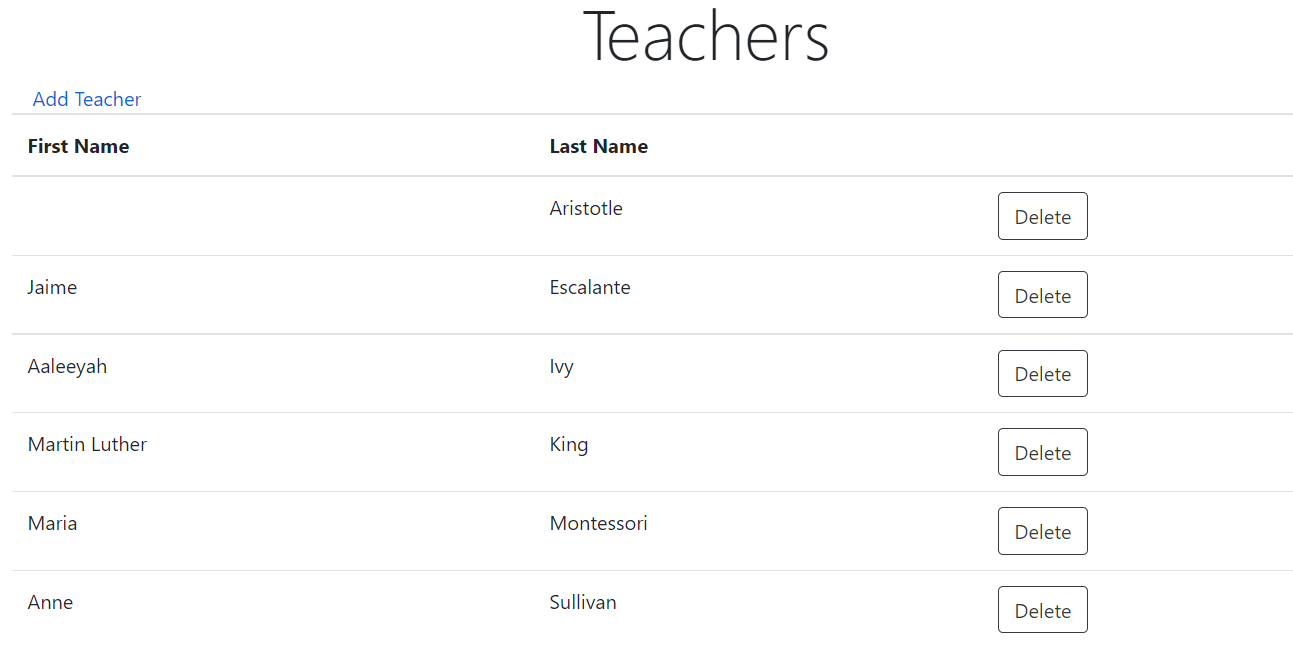 Teachers
Add Teacher
First Name Last Name
Aristotle Delete
Jaime Escalante Delete
Aaleeyah Ivy Delete
Martin Luther King Delete
Maria Montessori Delete
Anne Sullivan Delete